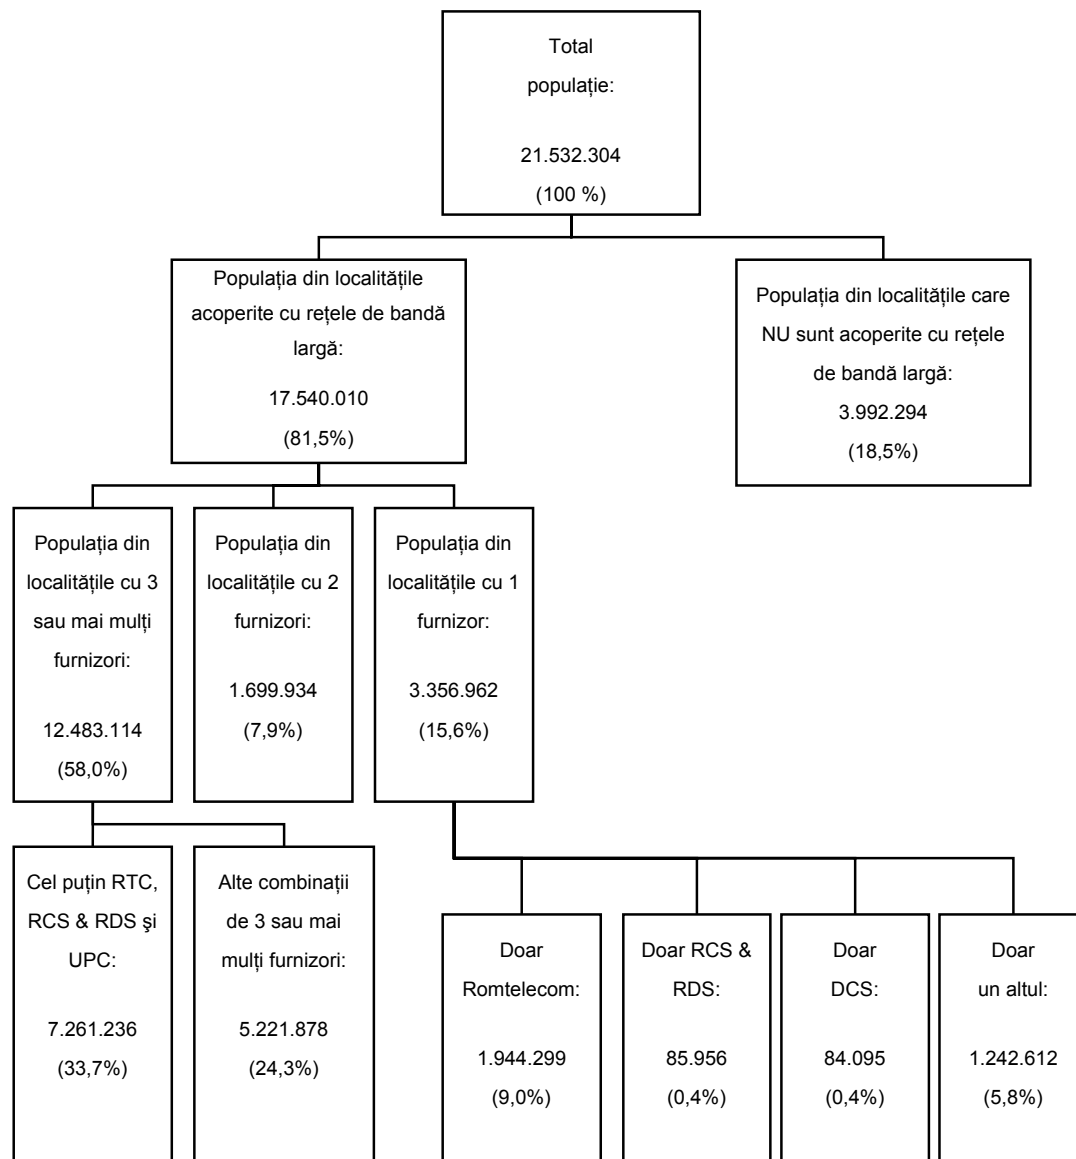 Total
populație:
21.532.304
(100 %)
Populația din localitățile
acoperite cu rețele de bandă
largă:
17.540.010
(81,5%)
Populația din localitățile care
NU sunt acoperite cu rețele
de bandă largă:
3.992.294
(18,5%)
Populația din
localitățile cu 3
sau mai mulți
furnizori:
12.483.114
(58,0%)
Populația din
localitățile cu 2
furnizori:
1.699.934
(7,9%)
Populația din
localitățile cu 1
furnizor:
3.356.962
(15,6%)
Cel puțin RTC,
RCS & RDS şi
UPC:
7.261.236
(33,7%)
Alte combinații
de 3 sau mai
mulți furnizori:
5.221.878
(24,3%)
Doar
Romtelecom:
1.944.299
(9,0%)
Doar RCS &
RDS:
85.956
(0,4%)
Doar
DCS:
84.095
(0,4%)
Doar
un altul:
1.242.612
(5,8%)